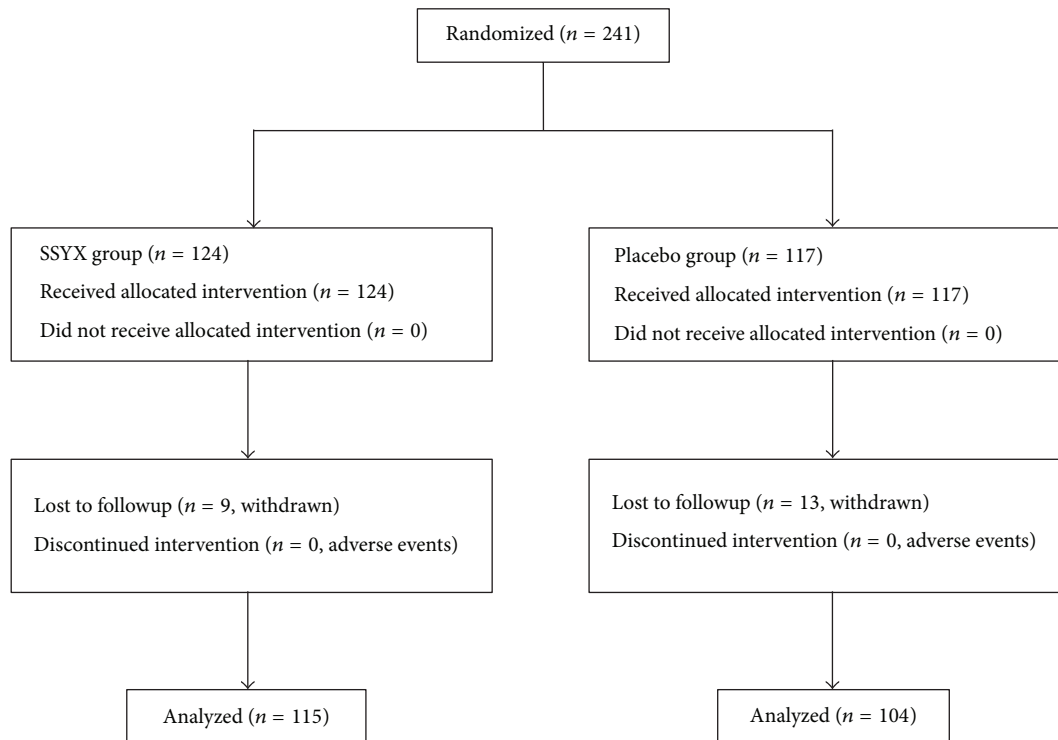 Randomized (n = 241)
SSYX group (n = 124)
Received allocated intervention (n = 124)
Did not receive allocated intervention (n = 0)
Placebo group (n = 117)
Received allocated intervention (n = 117)
Did not receive allocated intervention (n = 0)
Lost to followup (n = 9, withdrawn)
Discontinued intervention (n = 0, adverse events)
Lost to followup (n = 13, withdrawn)
Discontinued intervention (n = 0, adverse events)
Analyzed (n = 115)
Analyzed (n = 104)